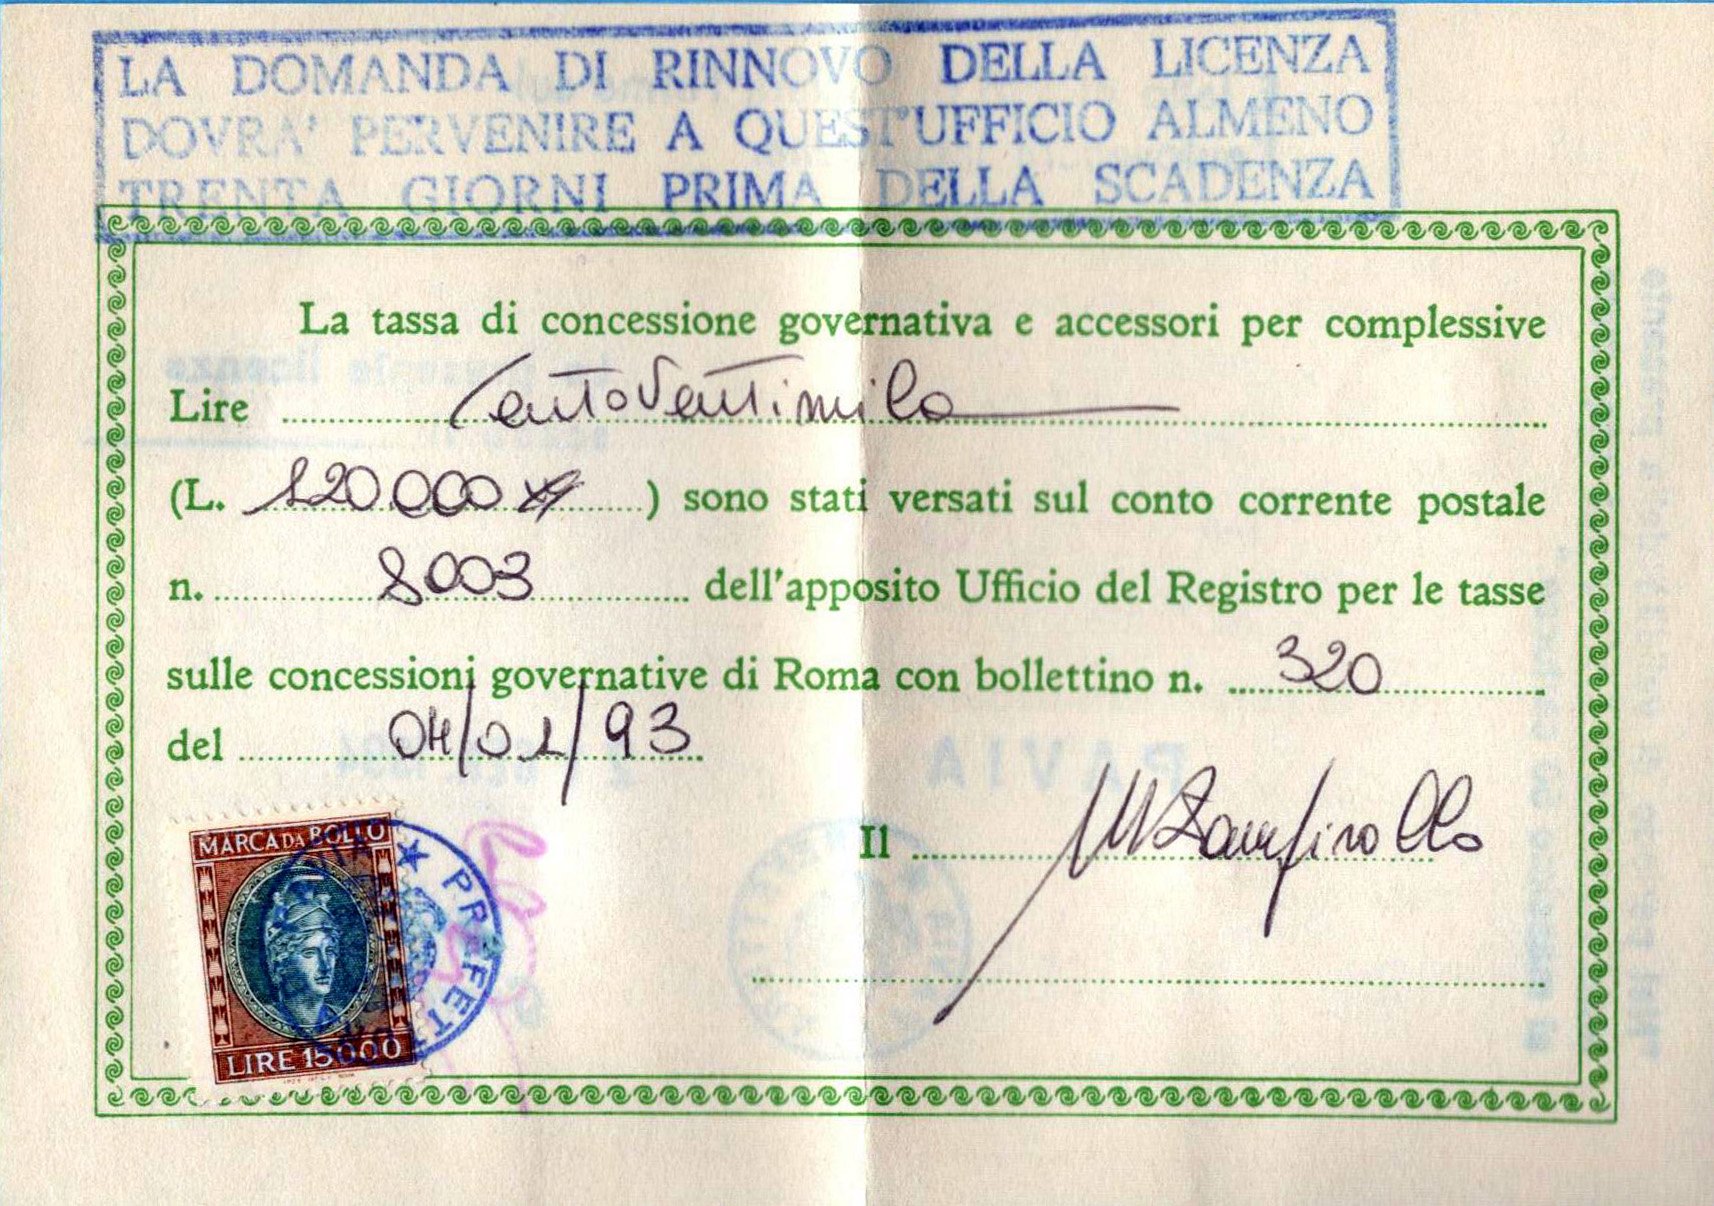 LA DOMANDA DI RINNOVO DELLA LICENZA
DOVRA' PERVENIRE A QUEST'UFFICIO ALMENO
TRENTA GIORNI PRIMA DELLA SCADENZA
La tassa di concessione governativa e accessori per complessive
Lire Centoventimila
(L. 120.000 ) sono stati versati sul conto corrente postale
n. 8003 dell'apposito Ufficio del Registro per le tasse
sulle concessioni governative di Roma con bollettino n. 320
del 04/01/93
Il
MARCA DA BOLLO
LIRE 15000
PREFET
PAVIA